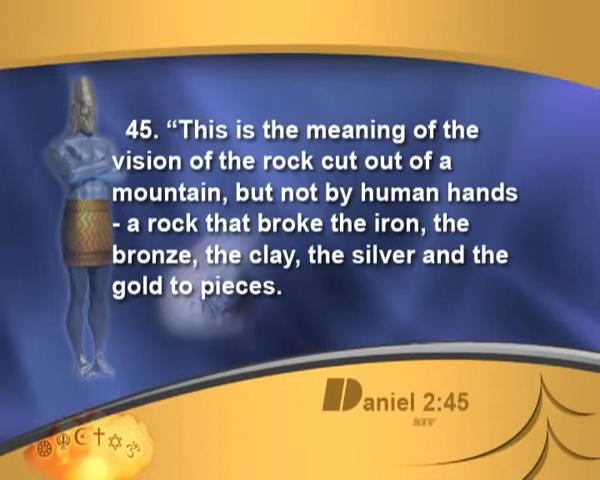 45. “This is the meaning of the
vision of the rock cut out of a
mountain, but not by human hands
- a rock that broke the iron, the
bronze, the clay, the silver and the
gold to pieces.
Daniel 2:45
NIV